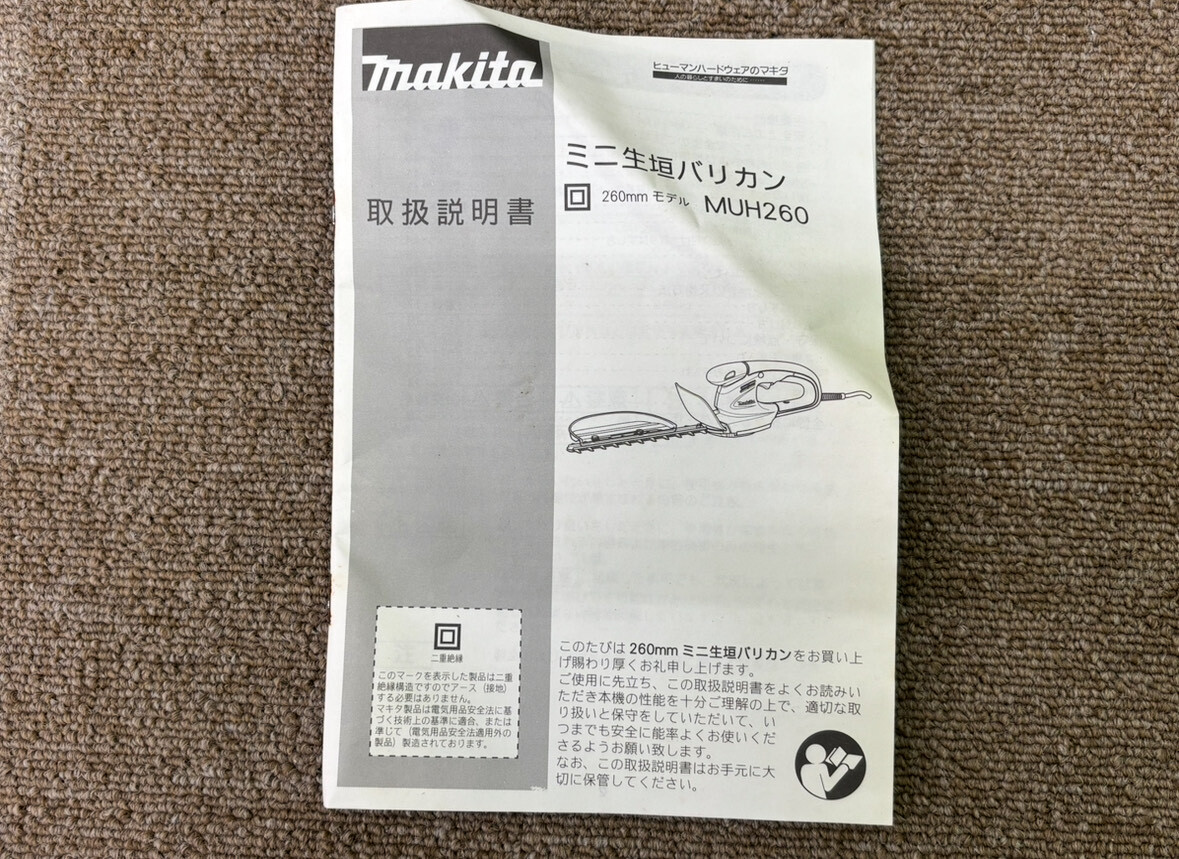 makita
ヒューマンハードウェアのマキタ
人の暮らしとすまいのために……
ミニ生垣バリカン
260mm モデル MUH260
取扱説明書
makita
二重絶縁
このマークを表示した製品は二重
絶縁構造ですのでアース（接地）
する必要はありません。
マキタ製品は電気用品安全法に基
づく技術上の基準に適合、または
準じて（電気用品安全法適用外の
製品）製造されております。
このたびは 260mm ミニ生垣バリカンをお買い上
げ賜わり厚くお礼申し上げます。
ご使用に先立ち、この取扱説明書をよくお読みい
ただき本機の性能を十分ご理解の上で、適切な取
り扱いと保守をしていただいて、い
つまでも安全に能率よくお使いくだ
さるようお願い致します。
なお、この取扱説明書はお手元に大
切に保管してください。